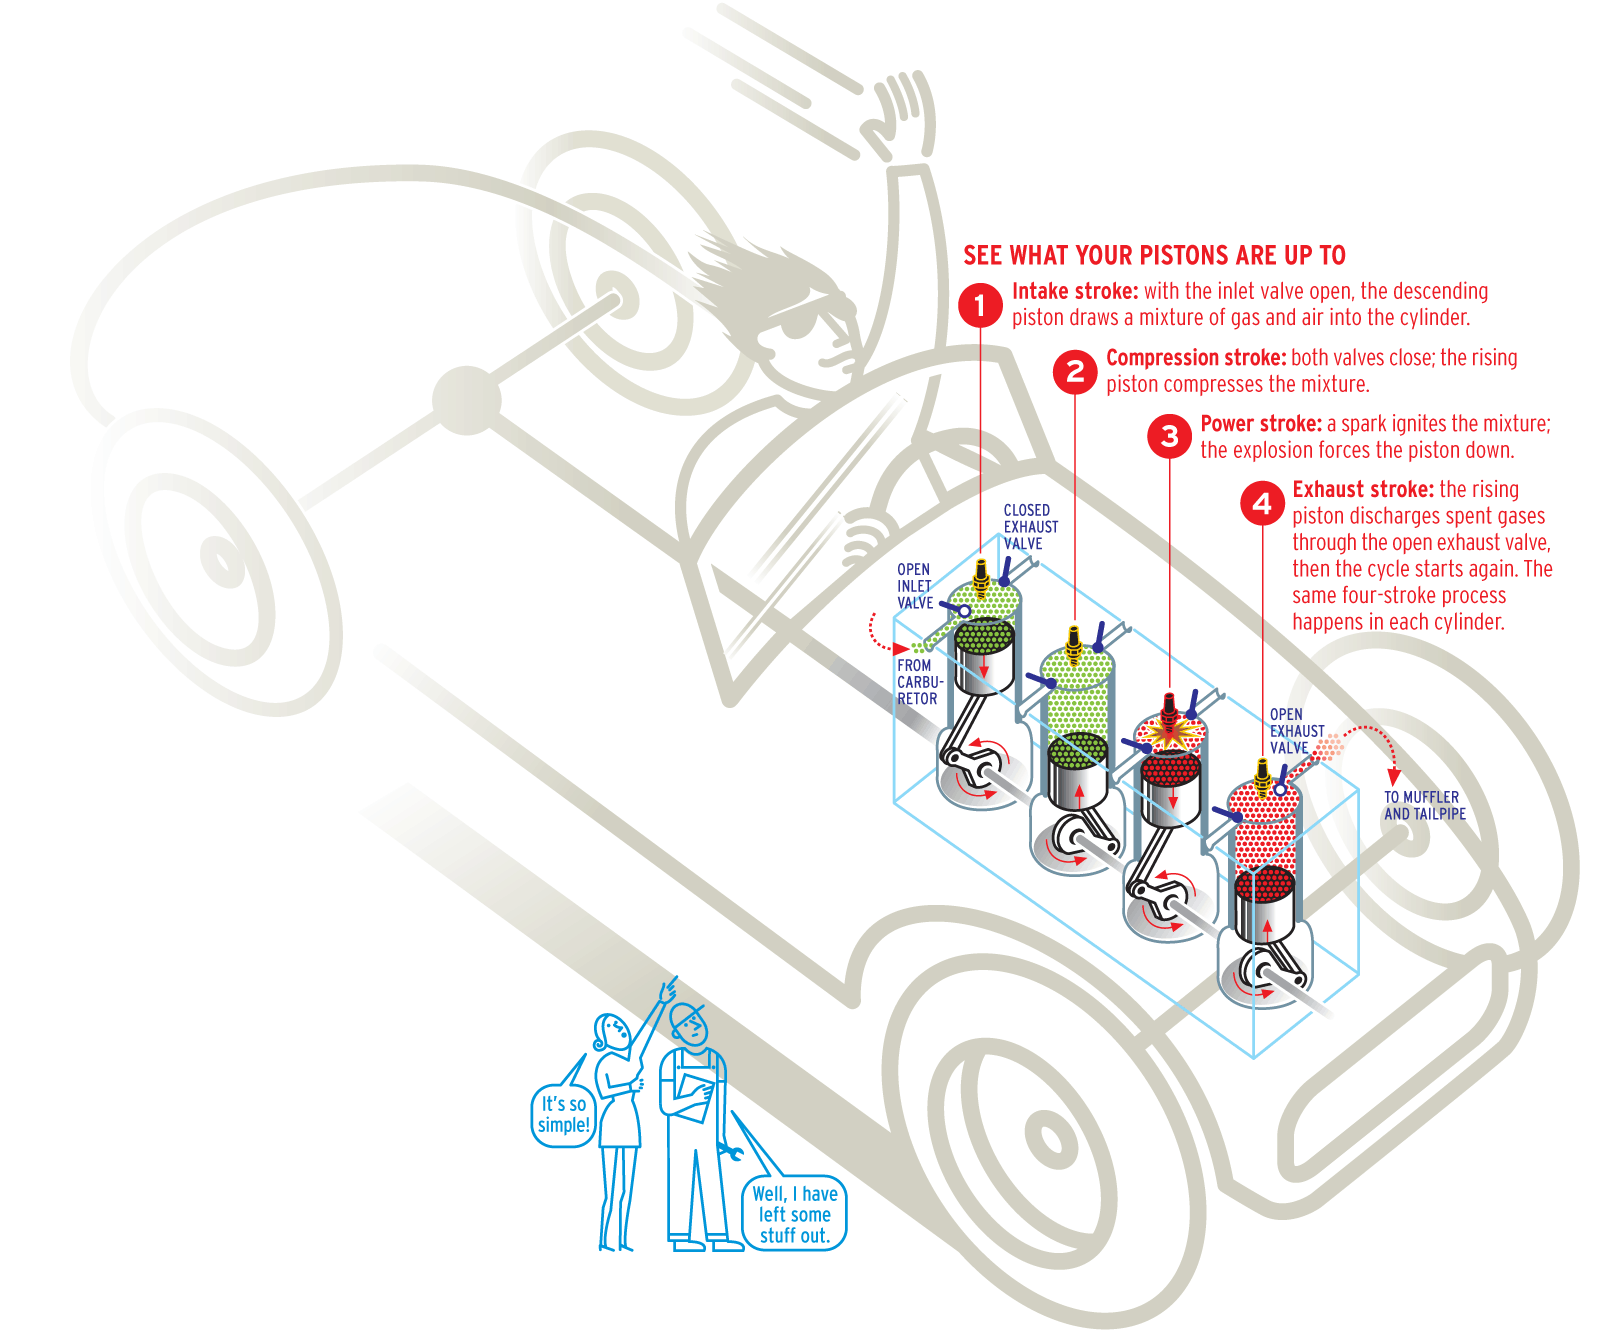 SEE WHAT YOUR PISTONS ARE UP TO
1
Intake stroke: with the inlet valve open, the descending
piston draws a mixture of gas and air into the cylinder.
2
Compression stroke: both valves close; the rising
piston compresses the mixture.
3
Power stroke: a spark ignites the mixture;
the explosion forces the piston down.
4
Exhaust stroke: the rising
piston discharges spent gases
through the open exhaust valve,
then the cycle starts again. The
same four-stroke process
happens in each cylinder.
CLOSED
EXHAUST
VALVE
OPEN
INLET
VALVE
FROM
CARBU-
RETOR
OPEN
EXHAUST
VALVE
TO MUFFLER
AND TAILPIPE
It's so
simple!
Well, I have
left some
stuff out.